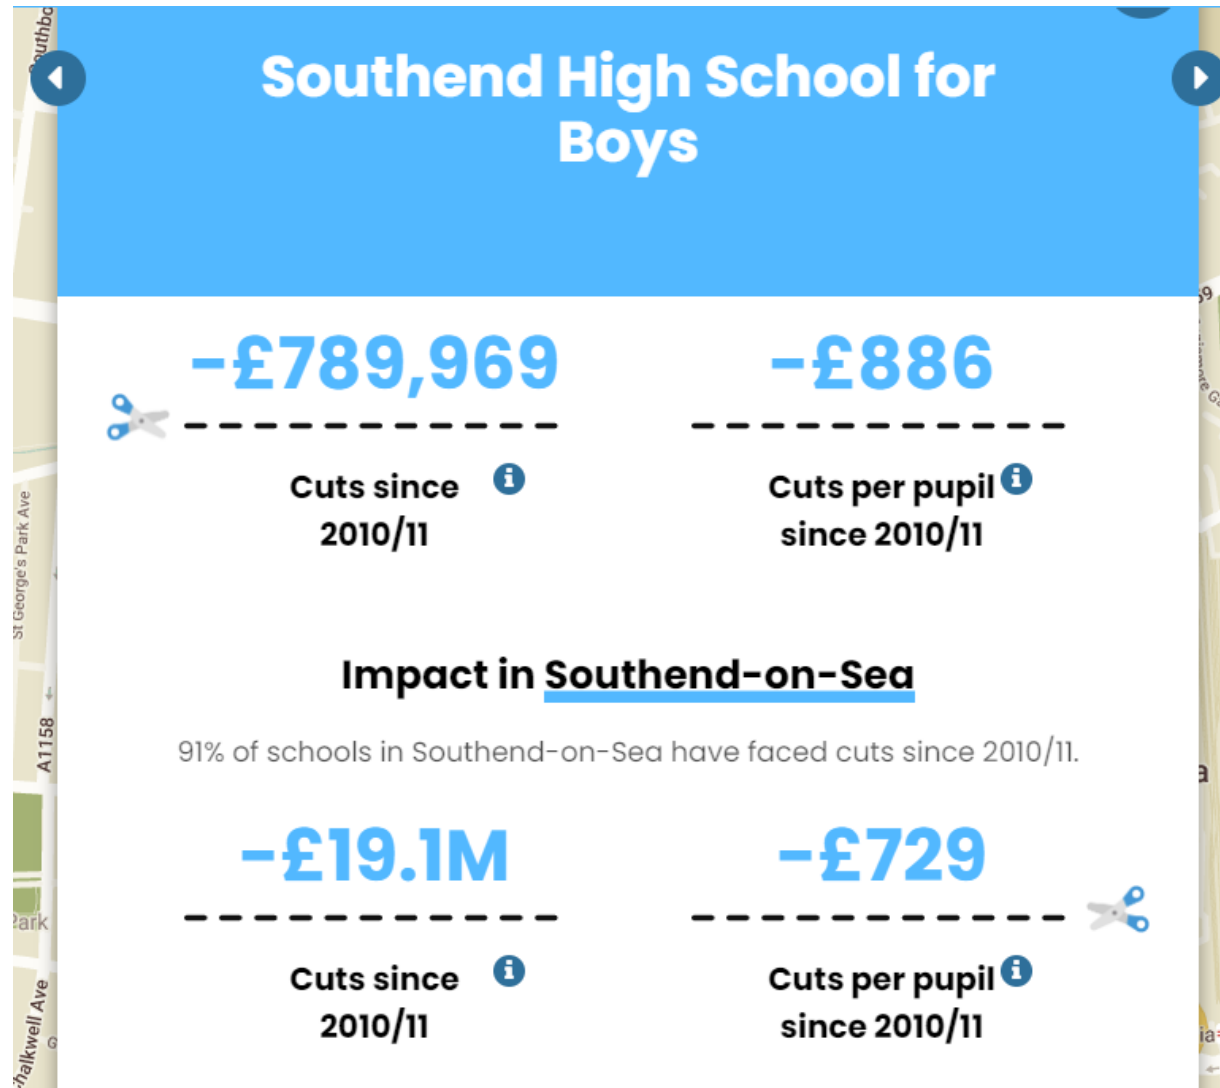 Southend High School for
Boys
-£789,969
-£886
Cuts since
2010/11
Cuts per pupil
since 2010/11
Impact in Southend-on-Sea
91% of schools in Southend-on-Sea have faced cuts since 2010/11.
-£19.1M
-£729
Cuts since
2010/11
Cuts per pupil
since 2010/11
St George's Park Ave
A1158